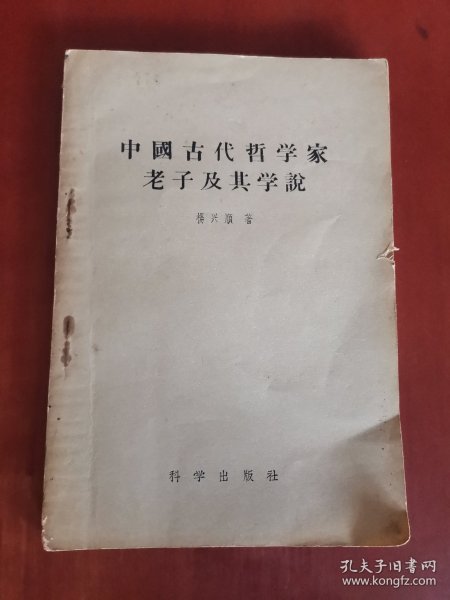 中國古代哲学家
老子及其学說
楊兴順 著
科学出版社
孔夫子旧书网
www.kongfz.com